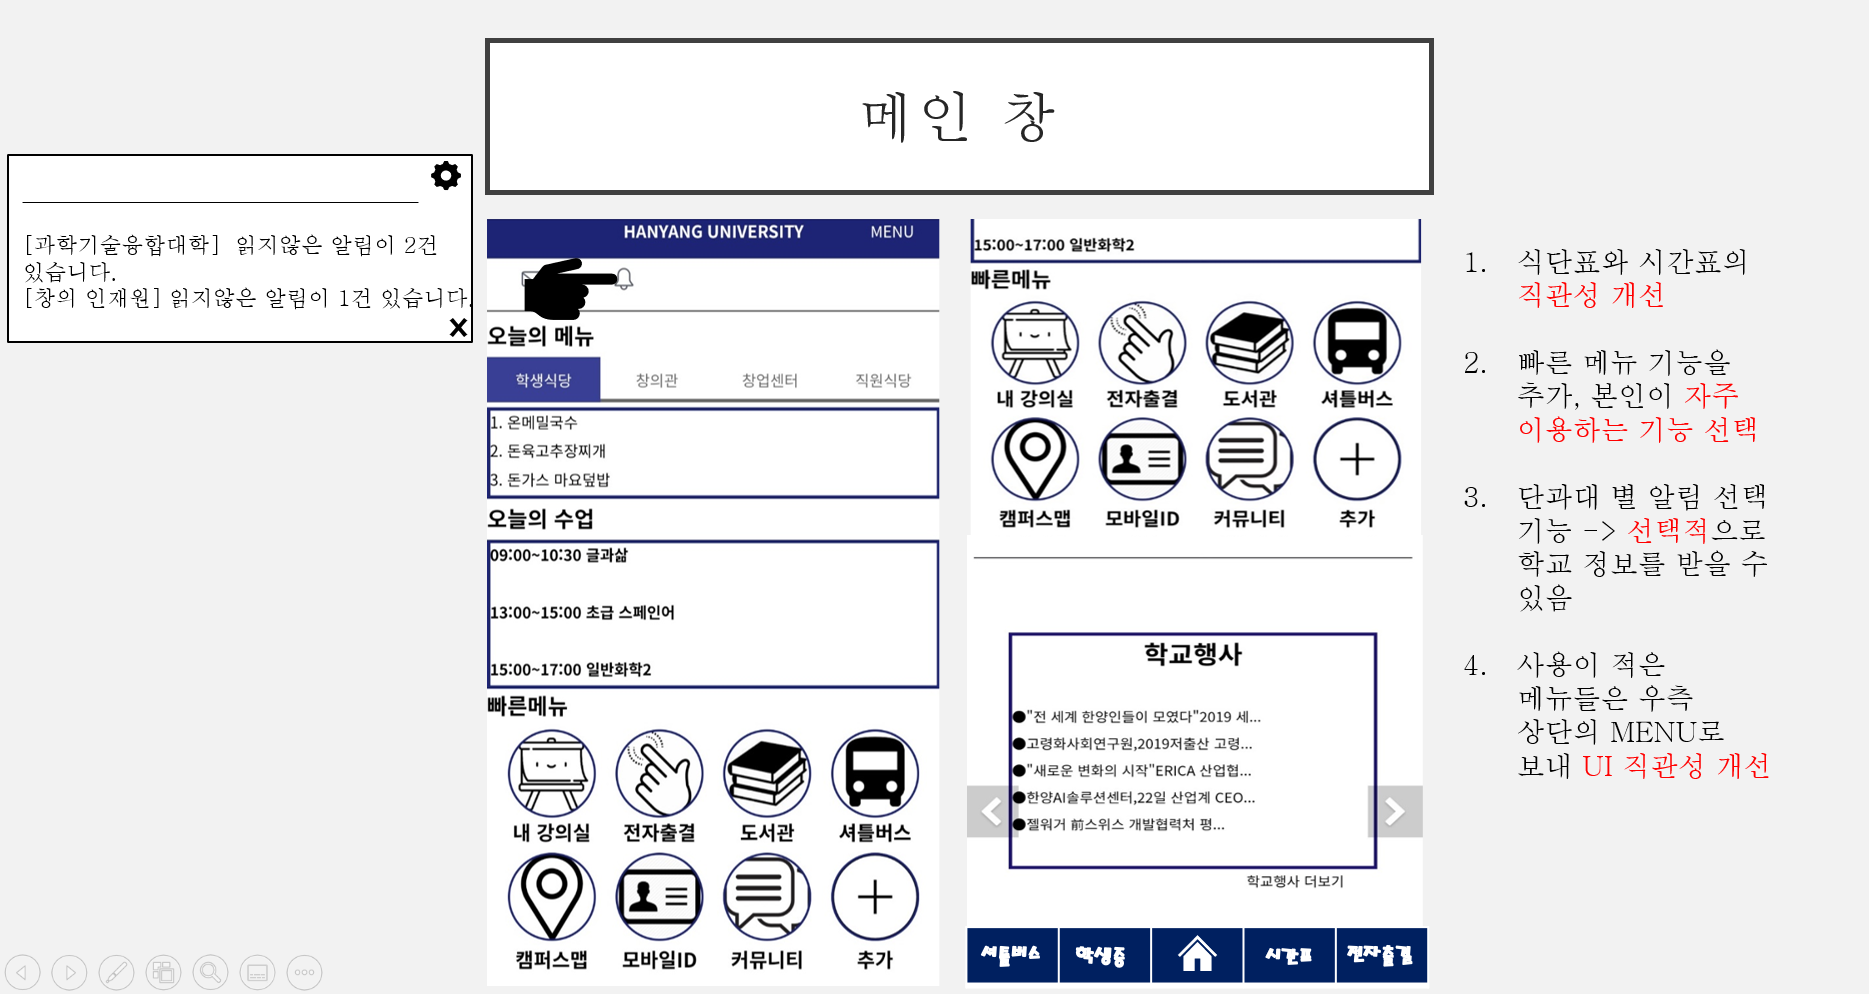 메인 창
[과학기술융합대학] 읽지않은 알림이 2건
있습니다.
[창의 인재원] 읽지않은 알림이 1건 있습니다.
HANYANG UNIVERSITY MENU
오늘의 메뉴
학생식당 창의관 창업센터 직원식당
1. 온메밀국수
2. 돈육고추장찌개
3. 돈가스 마요덮밥
오늘의 수업
09:00~10:30 글과삶
13:00~15:00 초급 스페인어
15:00~17:00 일반화학2
빠른메뉴
내 강의실 전자출결 도서관 셔틀버스
캠퍼스맵 모바일ID 커뮤니티 추가
15:00~17:00 일반화학2
빠른메뉴
내 강의실 전자출결 도서관 셔틀버스
캠퍼스맵 모바일ID 커뮤니티 추가
학교행사
●"전 세계 한양인들이 모였다"2019 세...
●고령화사회연구원,2019저출산 고령...
●"새로운 변화의 시작"ERICA 산업협...
●한양AI솔루션센터,22일 산업계 CEO...
●젤워거 前스위스 개발협력처 평...
학교행사 더보기
셔틀버스 학생증 시간표 전자출결
1. 식단표와 시간표의
직관성 개선
2. 빠른 메뉴 기능을
추가, 본인이 자주
이용하는 기능 선택
3. 단과대 별 알림 선택
기능 -> 선택적으로
학교 정보를 받을 수
있음
4. 사용이 적은
메뉴들은 우측
상단의 MENU로
보내 UI 직관성 개선